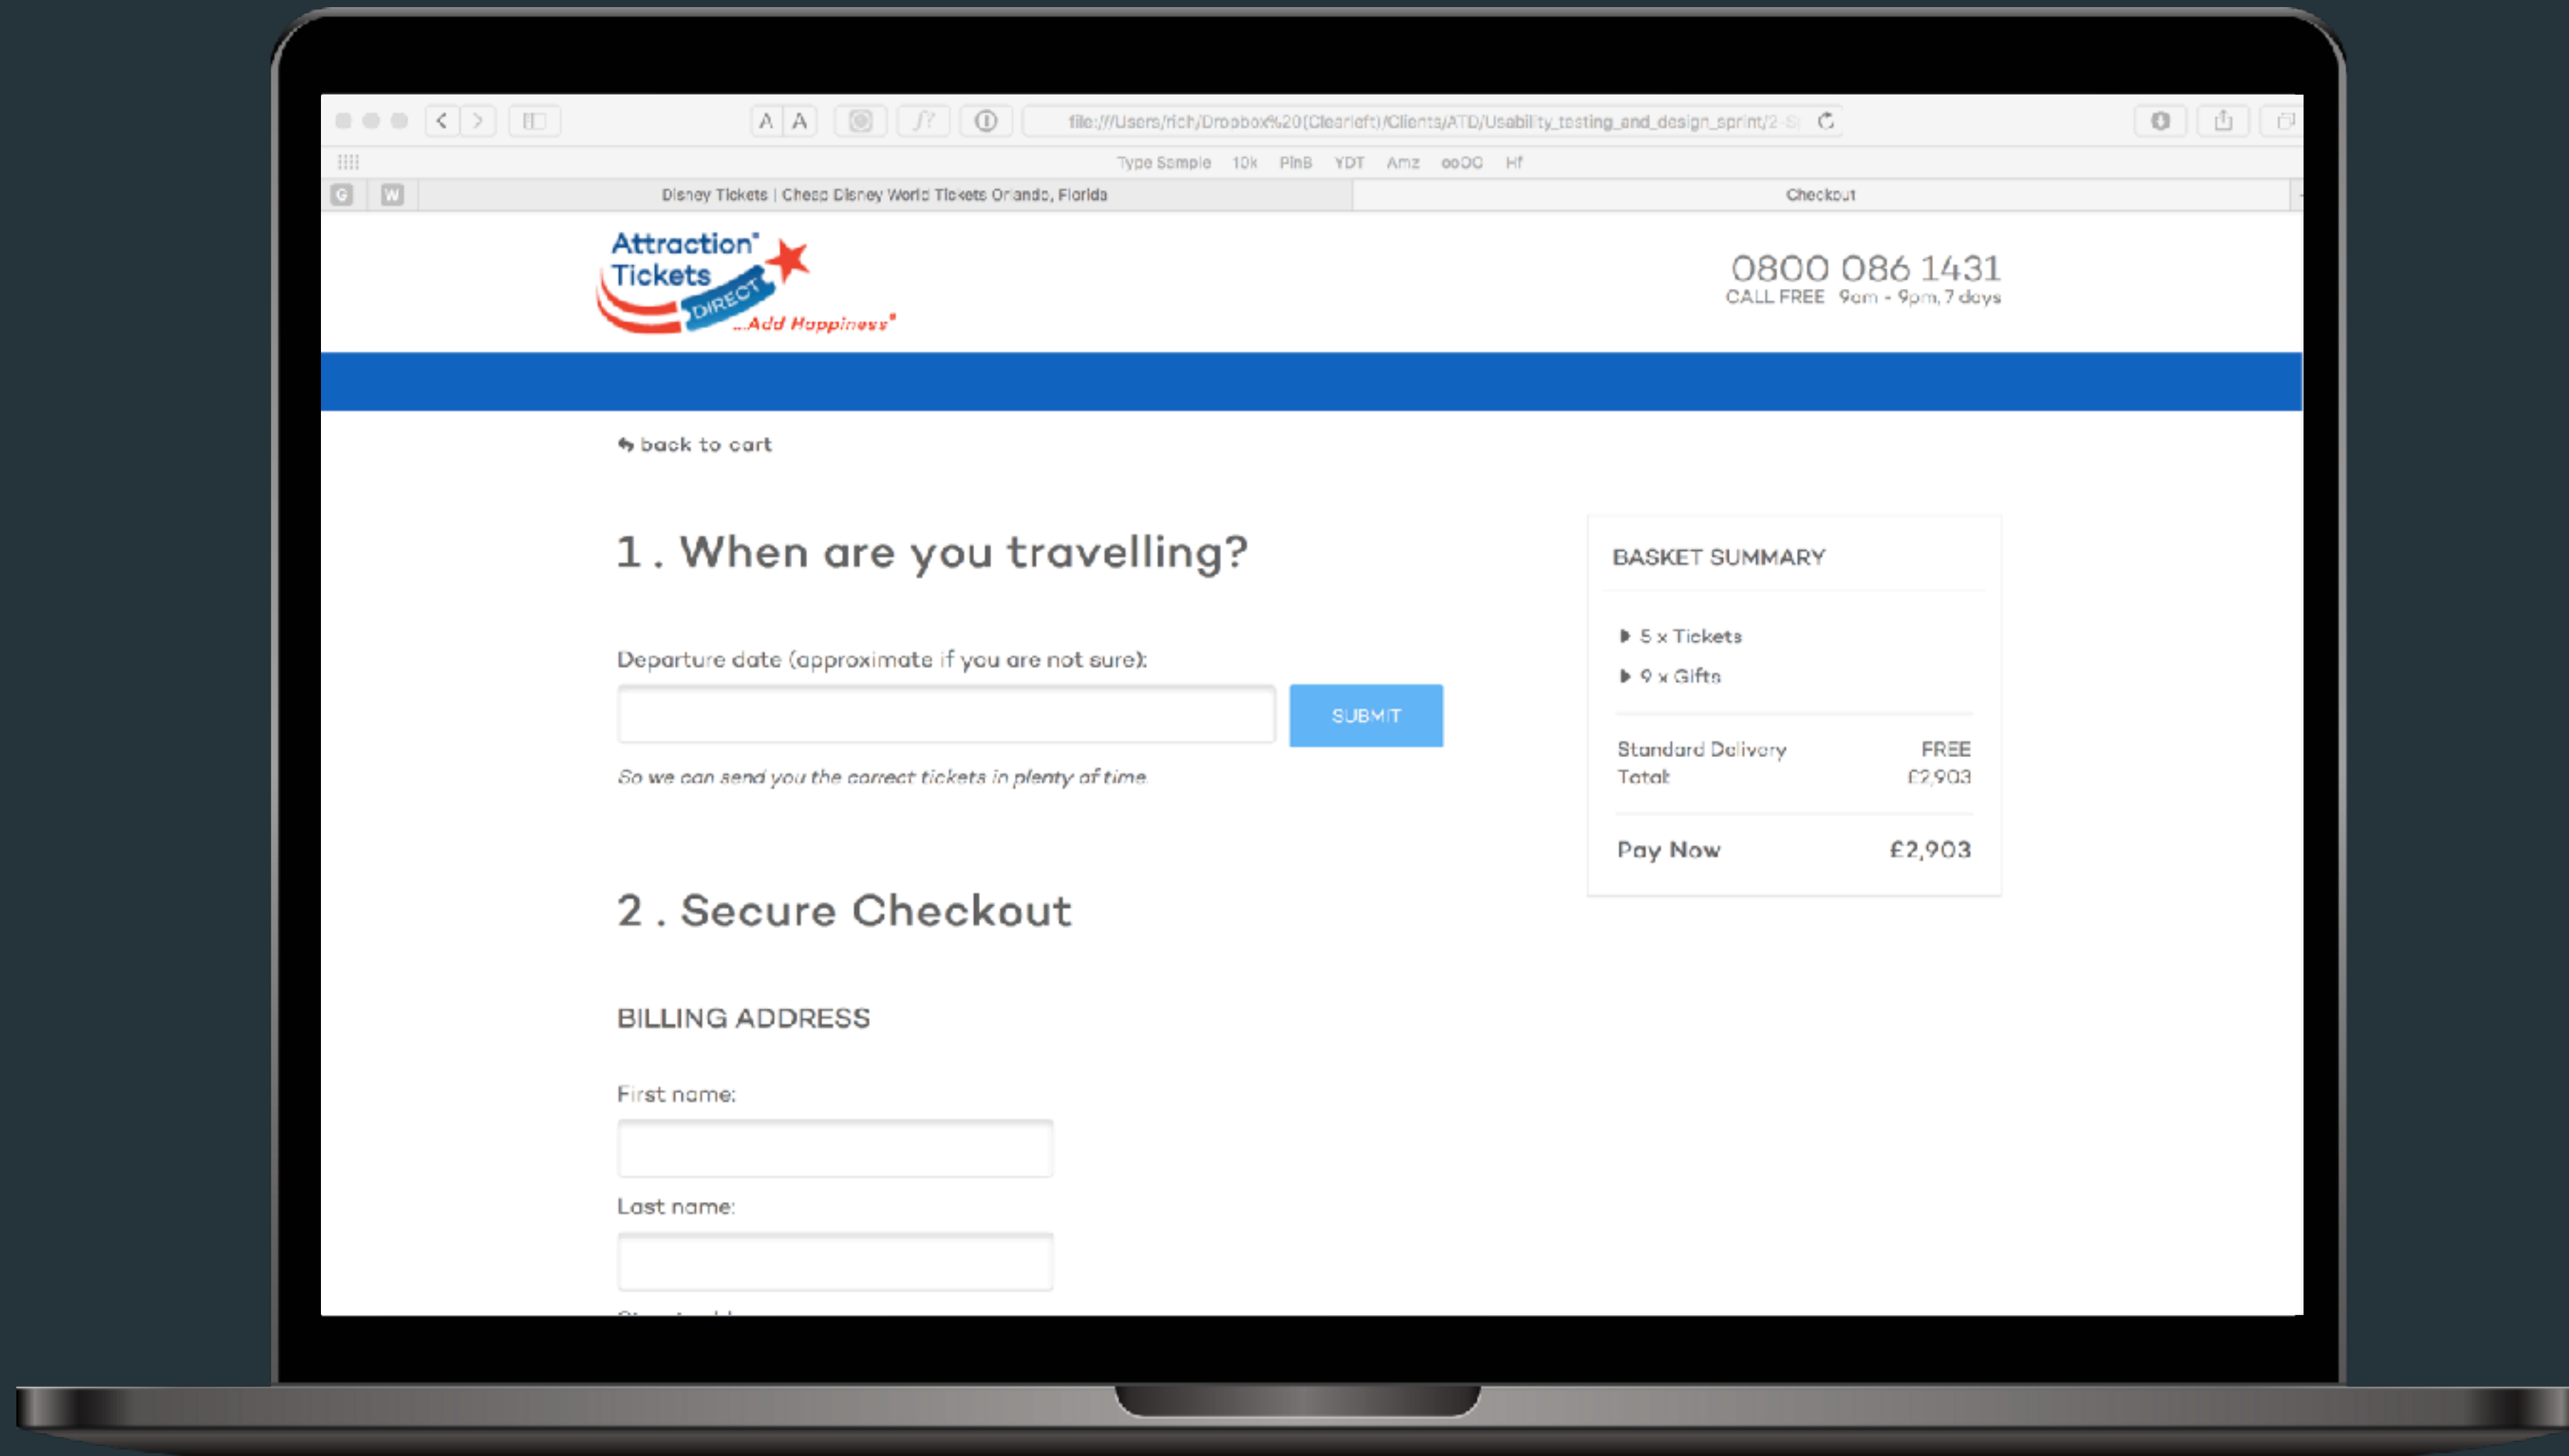 A A
file:///Users/rich/Dropbox%20(Clearleft)/Clients/ATD/Usability_testing_and_design_sprint/2-S
Type Sample 10k PinB YDT Amz ooOO Hf
G W Disney Tickets | Cheap Disney World Tickets Orlando, Florida Checkout
Attraction
Tickets
DIRECT
...Add Happiness
0800 086 1431
CALL FREE 9am - 9pm, 7 days
back to cart
1. When are you travelling?
Departure date (approximate if you are not sure):
SUBMIT
So we can send you the correct tickets in plenty of time.
BASKET SUMMARY
5 x Tickets
9 x Gifts
Standard Delivery FREE
Total: £2,903
Pay Now £2,903
2. Secure Checkout
BILLING ADDRESS
First name:
Last name: